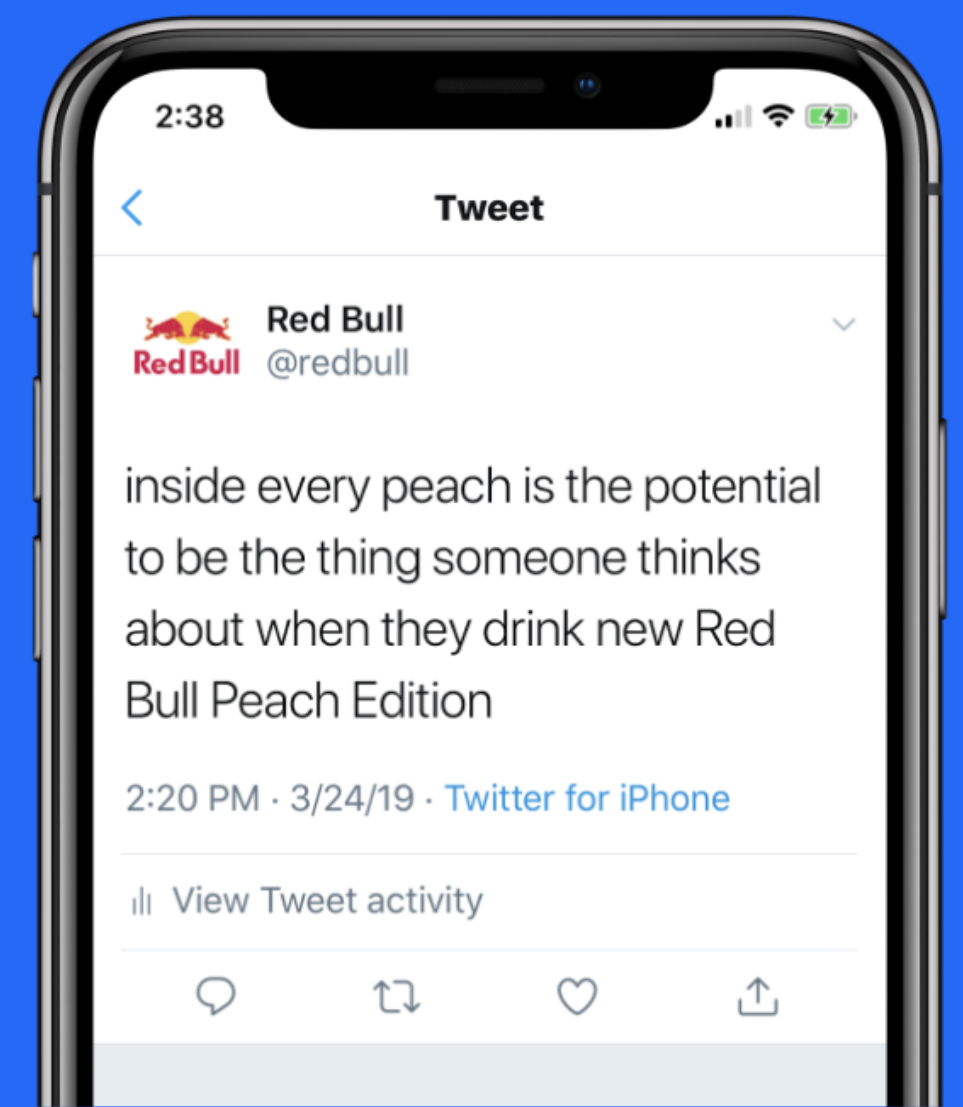 2:38
Tweet
Red Bull
Red Bull
@redbull
inside every peach is the potential
to be the thing someone thinks
about when they drink new Red
Bull Peach Edition
2:20 PM · 3/24/19 · Twitter for iPhone
View Tweet activity